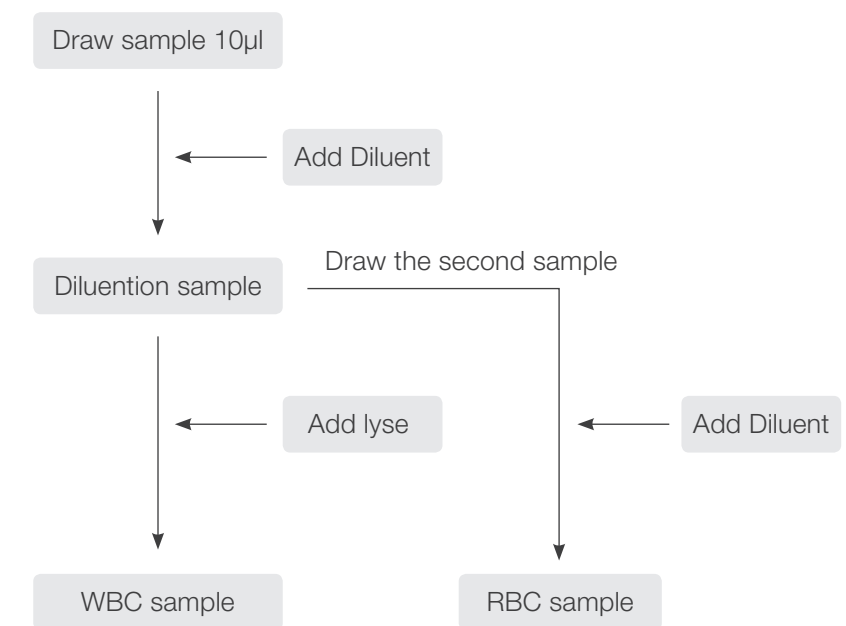 Draw sample 10µl
Add Diluent
Draw the second sample
Diluention sample
Add lyse
Add Diluent
WBC sample
RBC sample